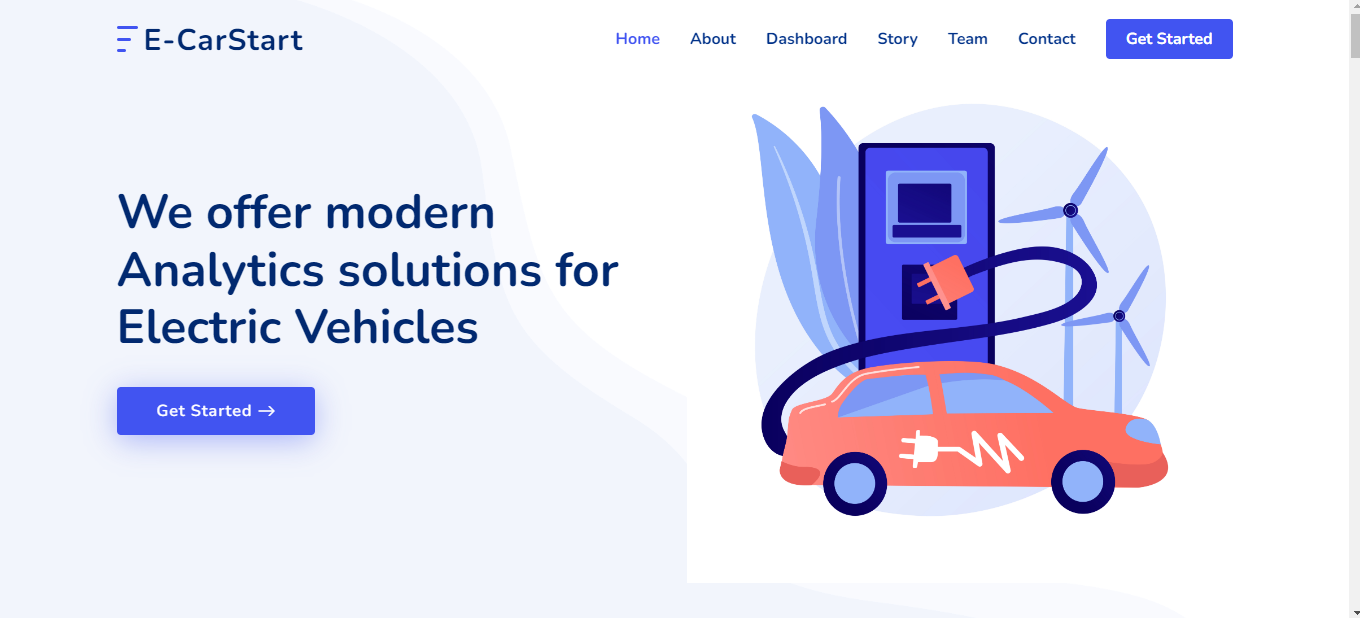 E-CarStart
Home About Dashboard Story Team Contact Get Started
We offer modern
Analytics solutions for
Electric Vehicles
Get Started →